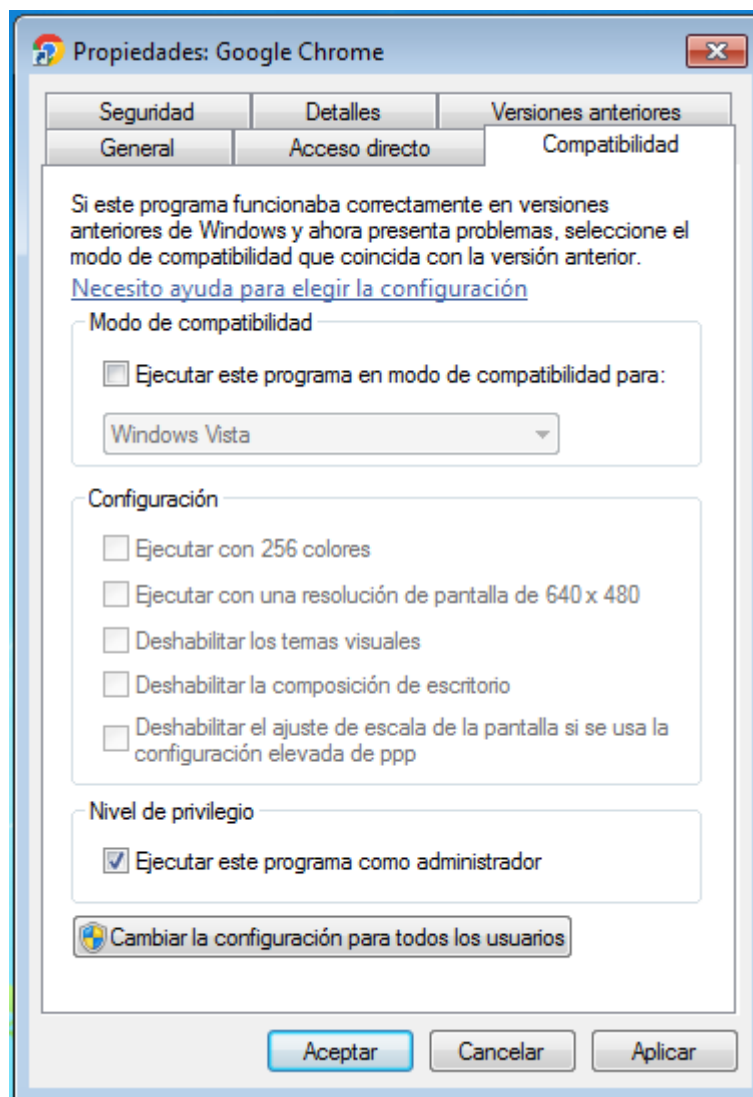 Propiedades: Google Chrome
Seguridad
Detalles
Versiones anteriores
General
Acceso directo
Compatibilidad
Si este programa funcionaba correctamente en versiones
anteriores de Windows y ahora presenta problemas, seleccione el
modo de compatibilidad que coincida con la versión anterior.
Necesito ayuda para elegir la configuración
Modo de compatibilidad
Ejecutar este programa en modo de compatibilidad para:
Windows Vista
Configuración
Ejecutar con 256 colores
Ejecutar con una resolución de pantalla de 640 x 480
Deshabilitar los temas visuales
Deshabilitar la composición de escritorio
Deshabilitar el ajuste de escala de la pantalla si se usa la
configuración elevada de ppp
Nivel de privilegio
Ejecutar este programa como administrador
Cambiar la configuración para todos los usuarios
Aceptar
Cancelar
Aplicar